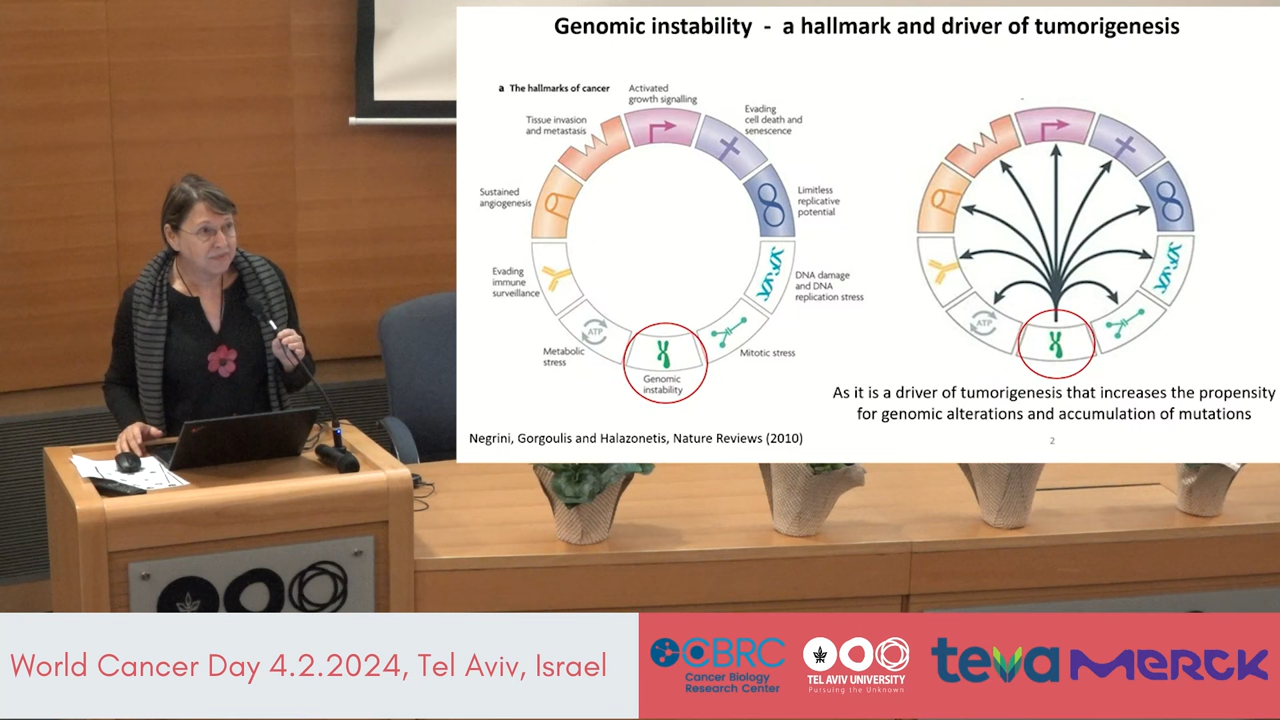 Genomic instability - a hallmark and driver of tumorigenesis
a The hallmarks of cancer
Activated
growth signalling
Evading
cell death and
senescence
Tissue invasion
and metastasis
Limitless
replicative
potential
Sustained
angiogenesis
DNA damage
and DNA
replication stress
Evading
immune
surveillance
ATP
Metabolic
stress
Mitotic stress
Genomic
instability
ATP
As it is a driver of tumorigenesis that increases the propensity
for genomic alterations and accumulation of mutations
Negrini, Gorgoulis and Halazonetis, Nature Reviews (2010)
2
World Cancer Day 4.2.2024, Tel Aviv, Israel
CBRC
Cancer Biology
Research Center
TEL AVIV UNIVERSITY
Pursuing the Unknown
teva
MERCK